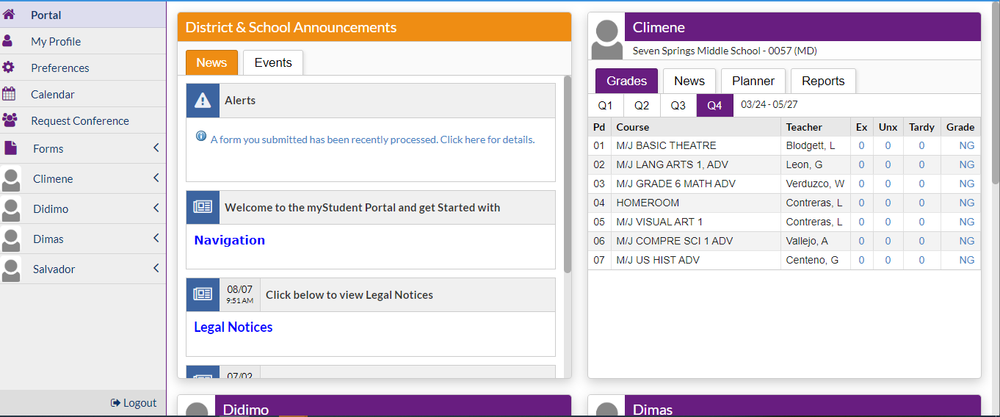 Portal
My Profile
Preferences
Calendar
Request Conference
Forms
Climene
Didimo
Dimas
Salvador
Logout
District & School Announcements
News Events
Alerts
A form you submitted has been recently processed. Click here for details.
Welcome to the myStudent Portal and get Started with
Navigation
08/07
9:51 AM
Click below to view Legal Notices
Legal Notices
07/02
Climene
Seven Springs Middle School - 0057 (MD)
Grades News Planner Reports
Q1 Q2 Q3 Q4 03/24 - 05/27
Pd Course Teacher Ex Unx Tardy Grade
01 M/J BASIC THEATRE Blodgett, L 0 0 0 NG
02 M/J LANG ARTS 1, ADV Leon, G 0 0 0 NG
03 M/J GRADE 6 MATH ADV Verduzco, W 0 0 0 NG
04 HOMEROOM Contreras, L 0 0 0 NG
05 M/J VISUAL ART 1 Contreras, L 0 0 0 NG
06 M/J COMPRE SCI 1 ADV Vallejo, A 0 0 0 NG
07 M/J US HIST ADV Centeno, G 0 0 0 NG
Didimo
Dimas